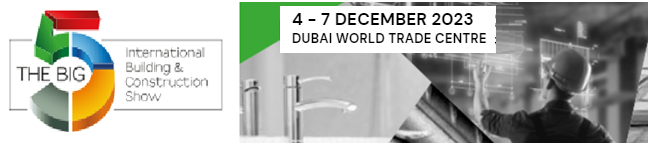 THE BIG
5
International
Building &
Construction
Show
4 - 7 DECEMBER 2023
DUBAI WORLD TRADE CENTRE